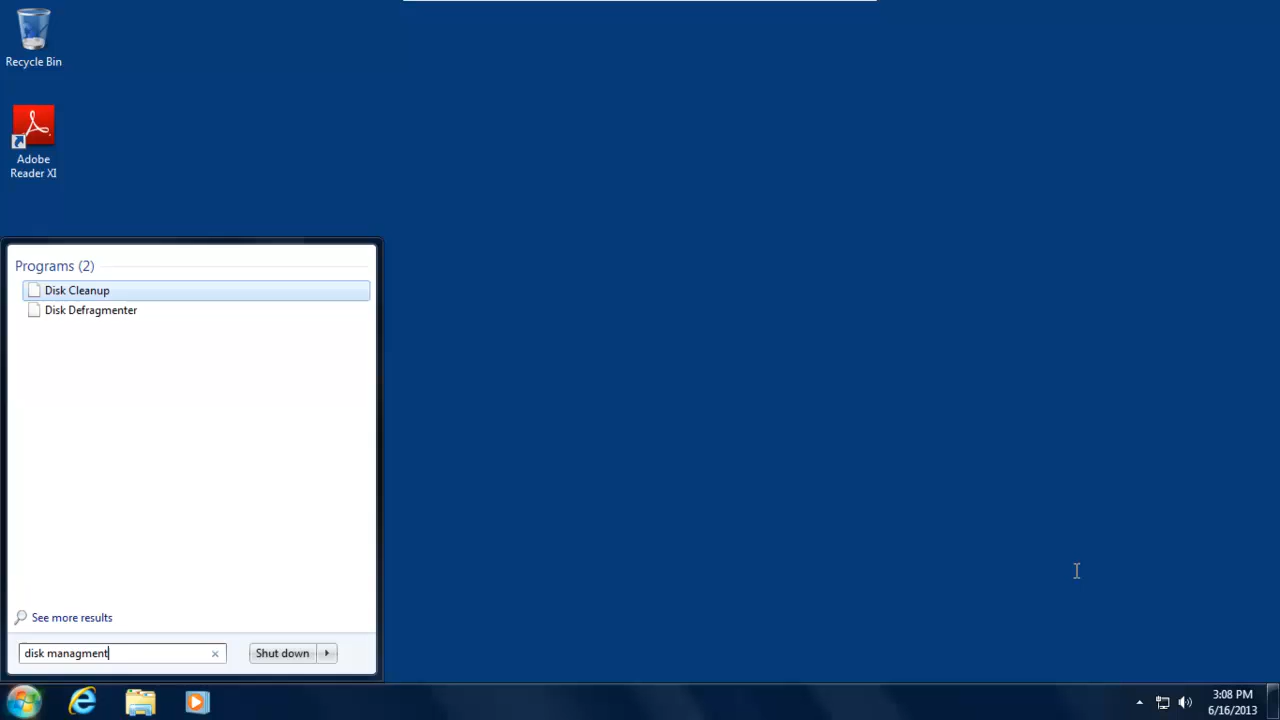 Recycle Bin
Adobe
Reader XI
Programs (2)
Disk Cleanup
Disk Defragmenter
See more results
disk managment
Shut down
3:08 PM
6/16/2013